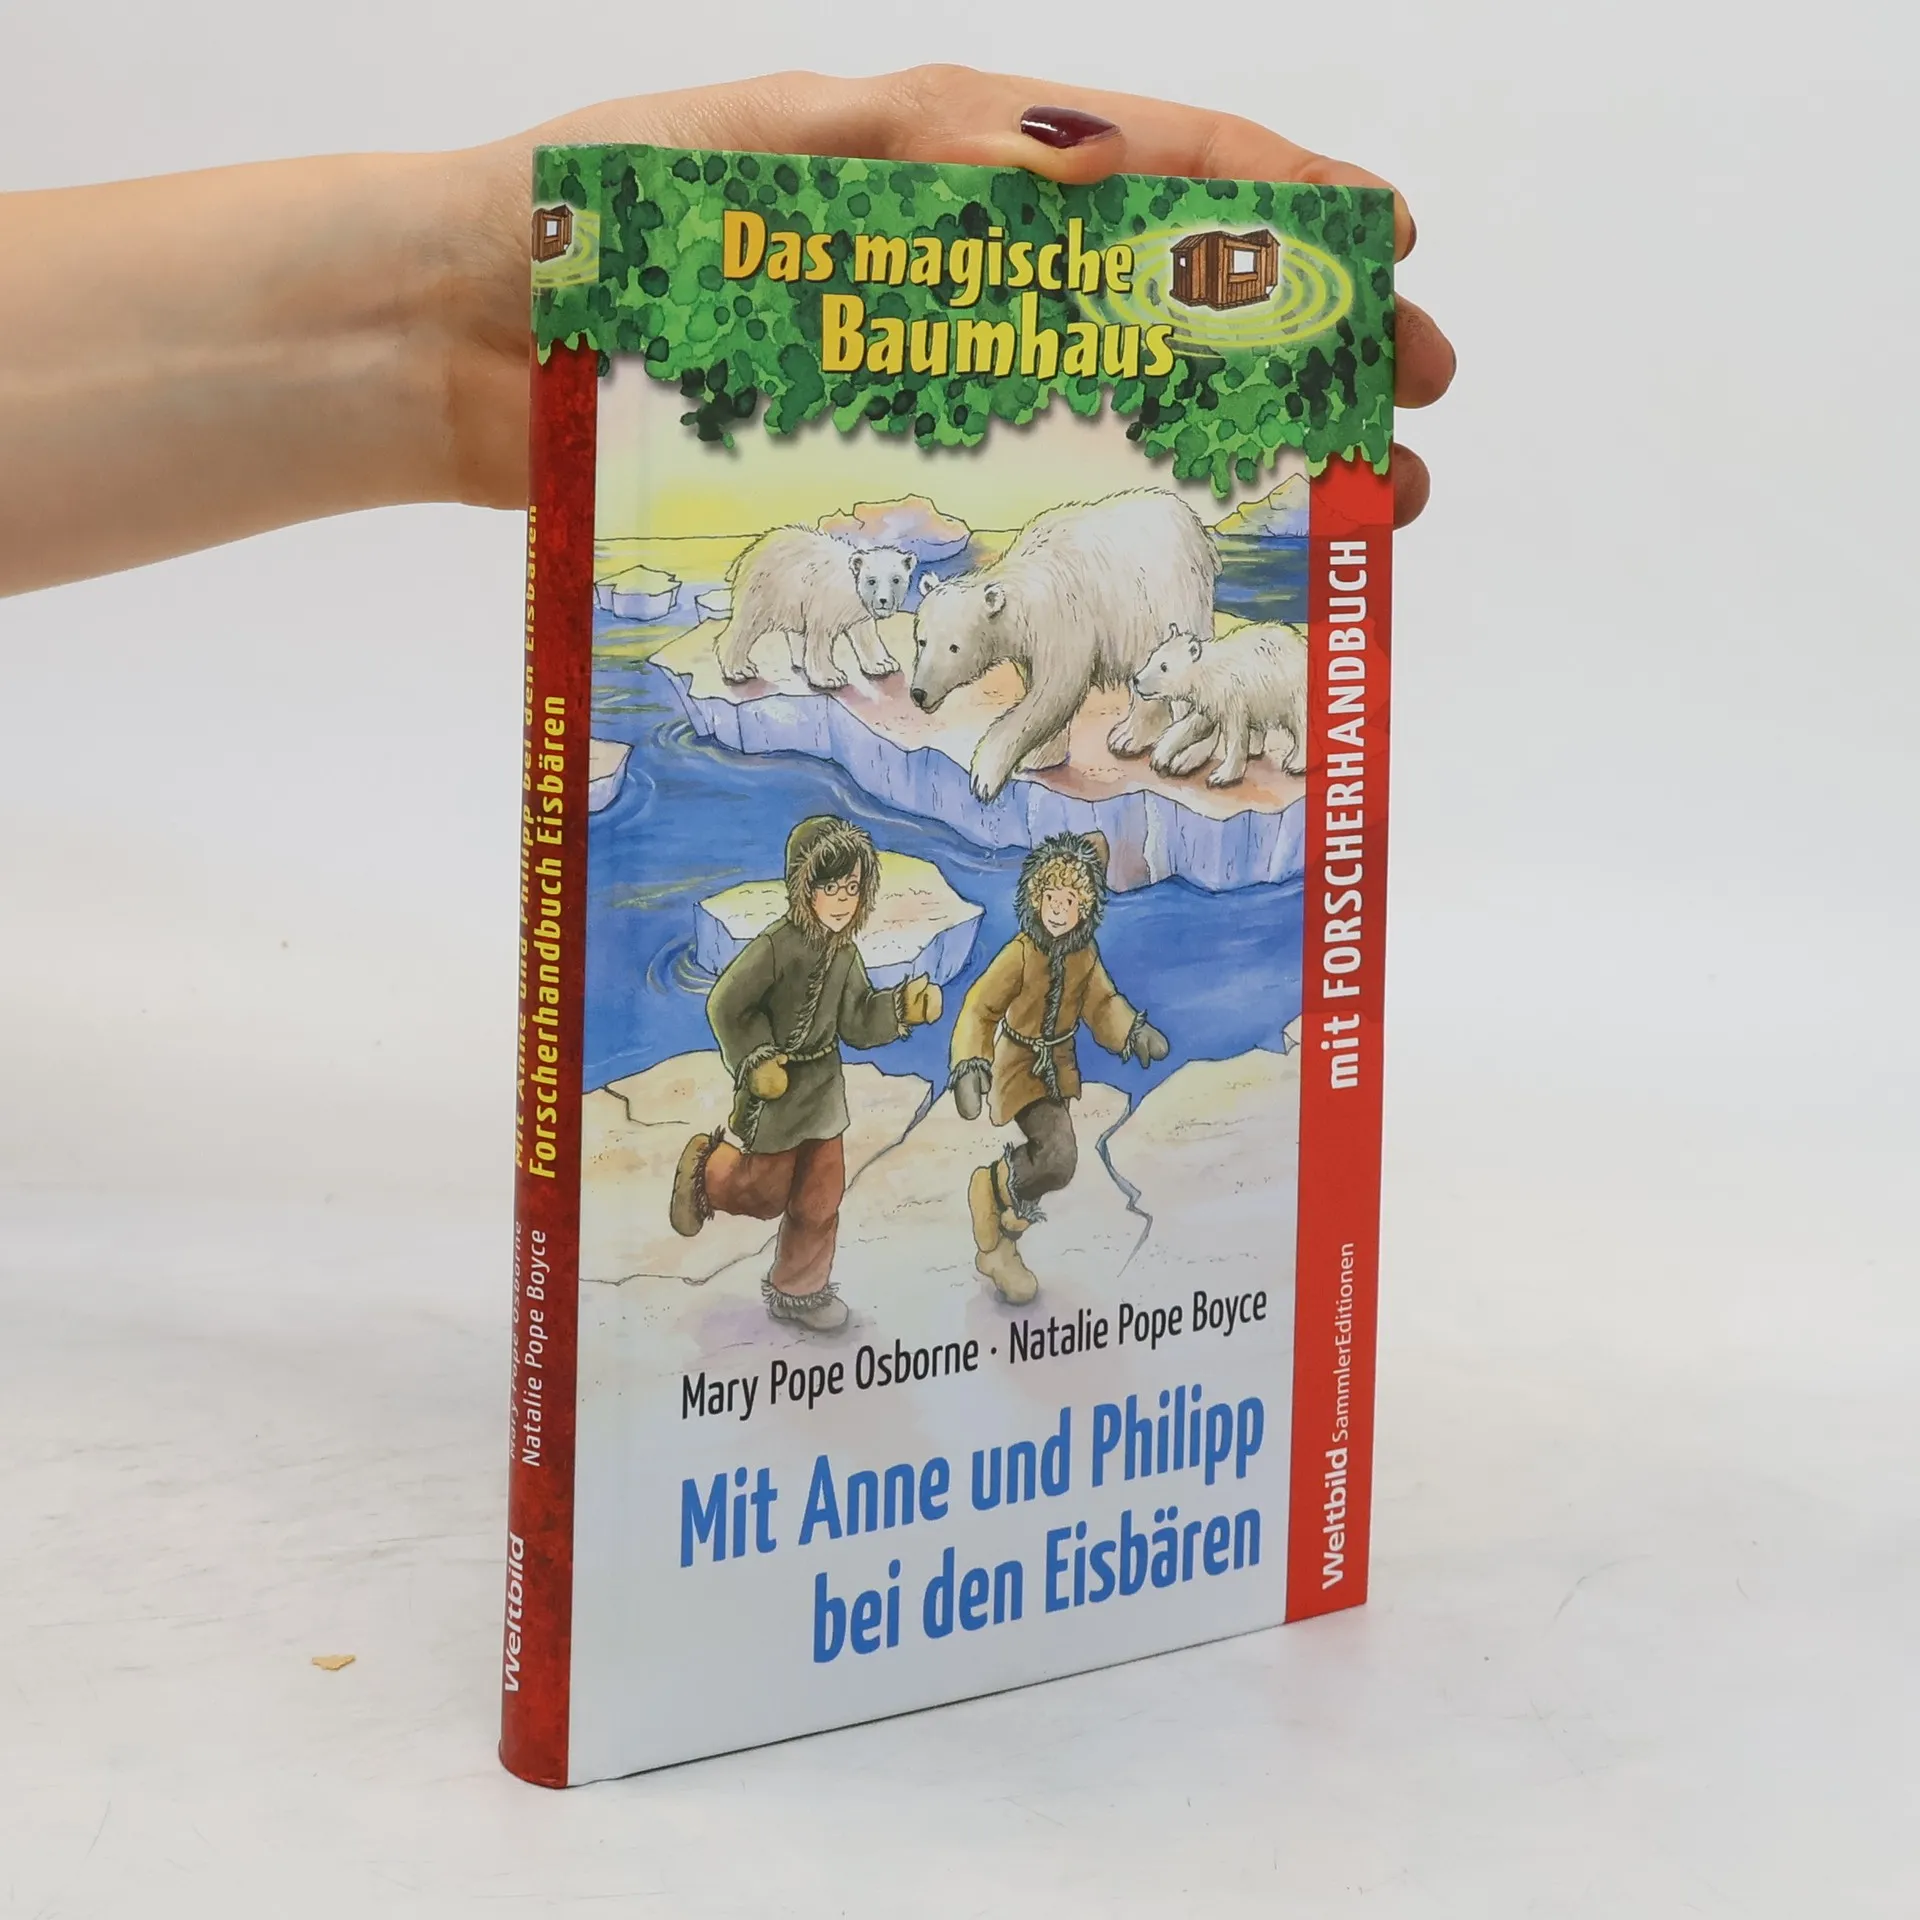 Das magische
Baumhaus
mit FORSCHERHANDBUCH
Mary Pope Osborne · Natalie Pope Boyce
Mit Anne und Philipp
bei den Eisbären
Weltbild SammlerEditionen
Mary Pope Osborne Mit Anne und Philipp bei den Eisbären
Natalie Pope Boyce Forscherhandbuch Eisbären
Weltbild